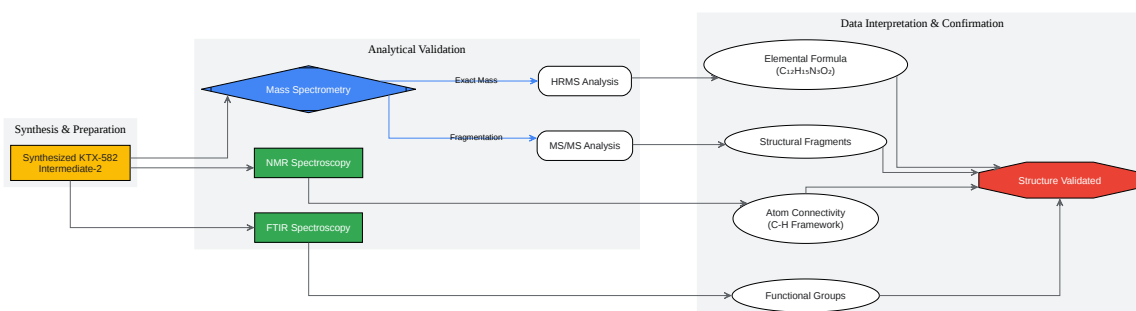 Data Interpretation & Confirmation
Analytical Validation
Synthesis & Preparation
Synthesized KTX-582
Intermediate-2
Mass Spectrometry
Exact Mass
HRMS Analysis
Elemental Formula
(C₁₂H₁₅N₃O₂)
Fragmentation
MS/MS Analysis
Structural Fragments
NMR Spectroscopy
Structure Validated
FTIR Spectroscopy
Atom Connectivity
(C-H Framework)
Functional Groups